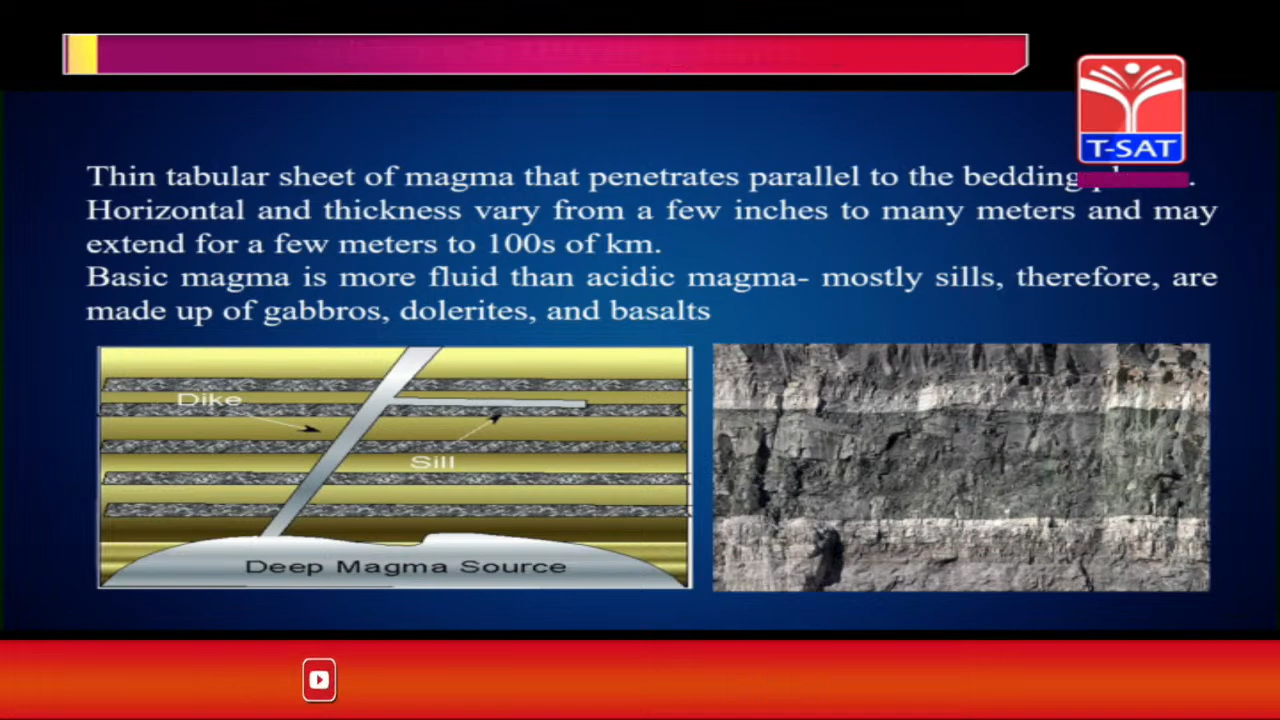 T-SAT
Thin tabular sheet of magma that penetrates parallel to the bedding
Horizontal and thickness vary from a few inches to many meters and may
extend for a few meters to 100s of km.
Basic magma is more fluid than acidic magma- mostly sills, therefore, are
made up of gabbros, dolerites, and basalts
Dike
Sill
Deep Magma Source